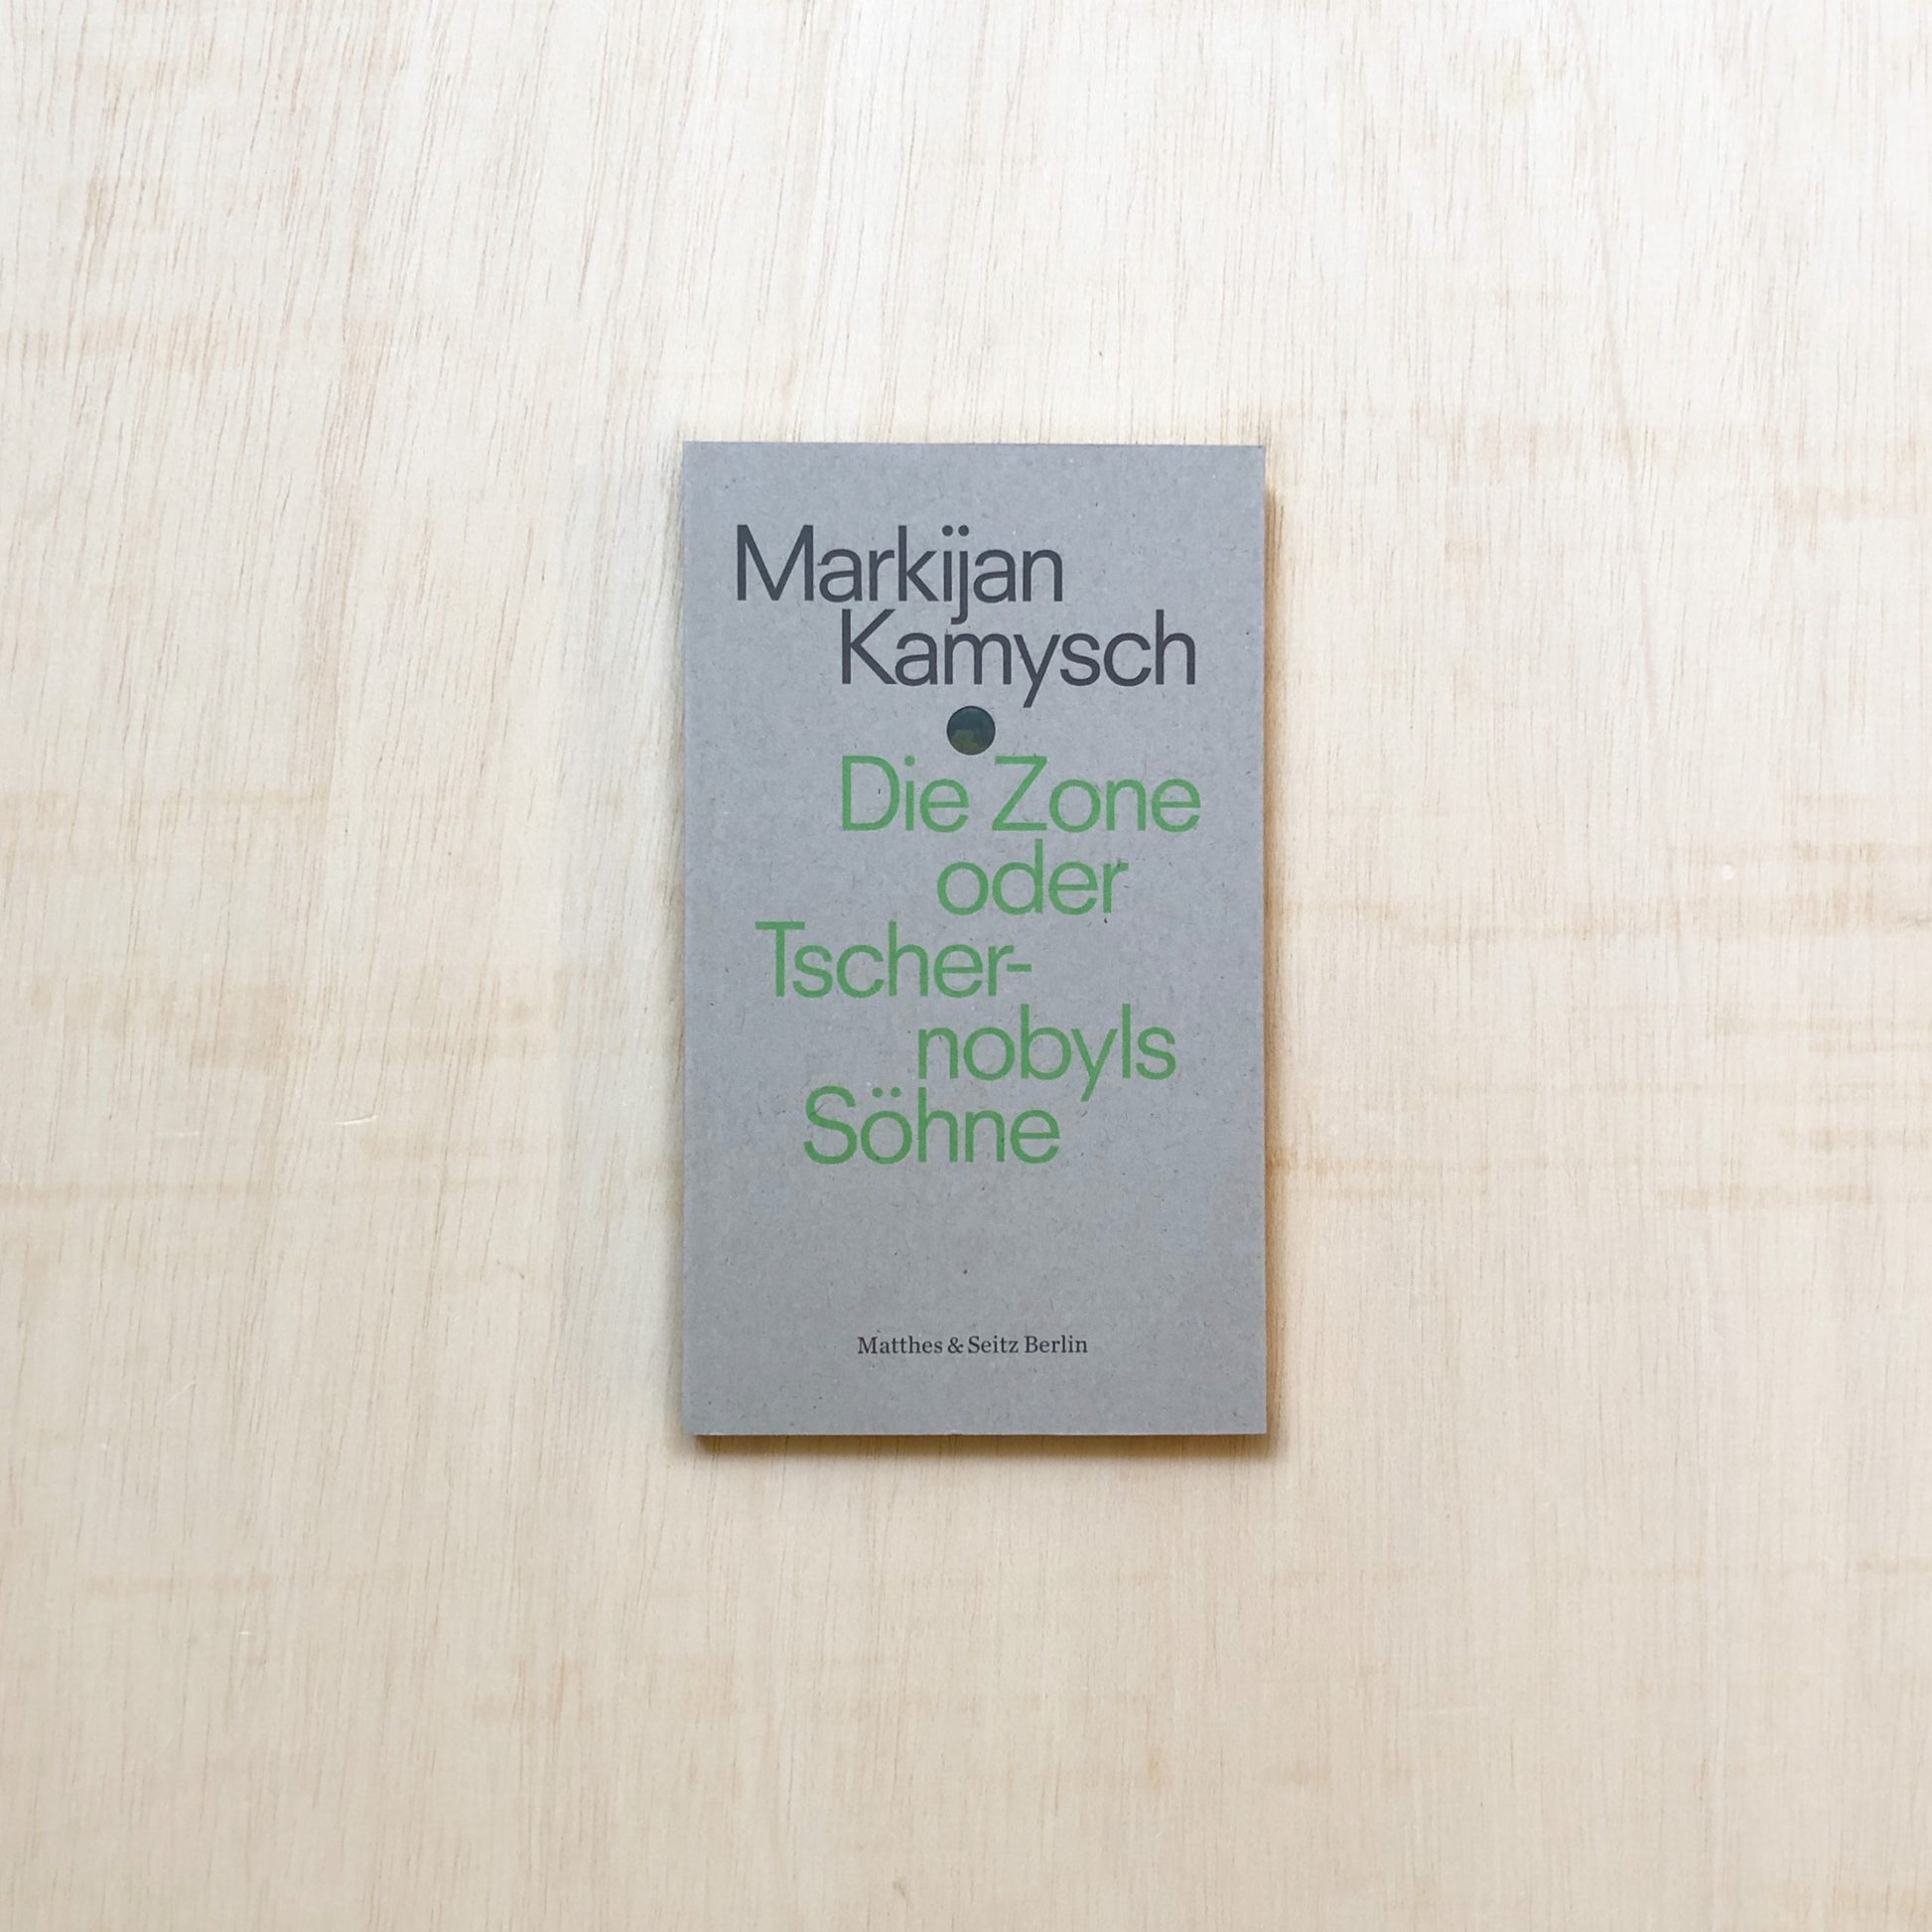 Markijan
Kamysch
Die Zone
oder
Tscher-
nobyls
Söhne
Matthes & Seitz Berlin